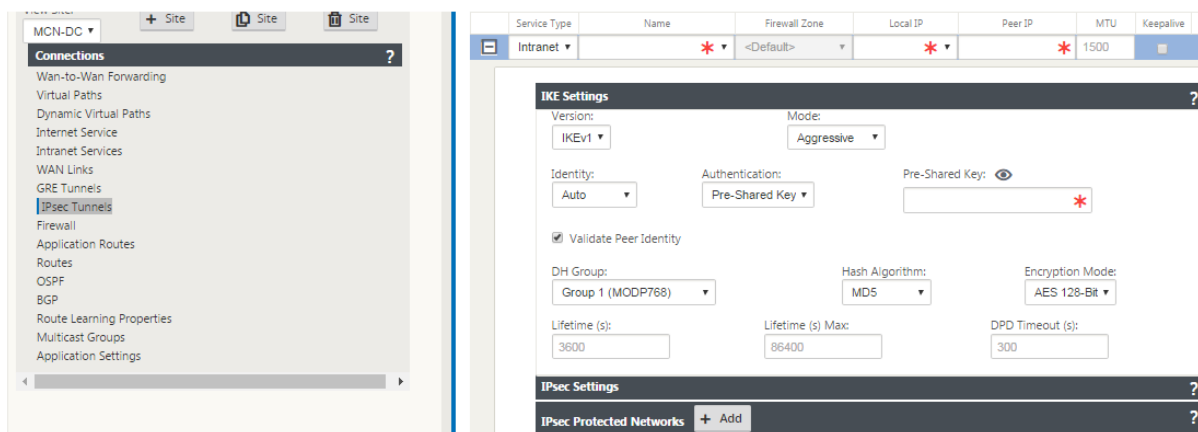 + Site
Site
Site
MCN-DC
Connections ?
Wan-to-Wan Forwarding
Virtual Paths
Dynamic Virtual Paths
Internet Service
Intranet Services
WAN Links
GRE Tunnels
IPsec Tunnels
Firewall
Application Routes
Routes
OSPF
BGP
Route Learning Properties
Multicast Groups
Application Settings
Service Type Name Firewall Zone Local IP Peer IP MTU Keepalive
Intranet * <Default> * * 1500
IKE Settings ?
Version: Mode:
IKEv1 Aggressive
Identity: Authentication: Pre-Shared Key:
Auto Pre-Shared Key *
Validate Peer Identity
DH Group: Hash Algorithm: Encryption Mode:
Group 1 (MODP768) MD5 AES 128-Bit
Lifetime (s): Lifetime (s) Max: DPD Timeout (s):
3600 86400 300
IPsec Settings ?
IPsec Protected Networks + Add ?